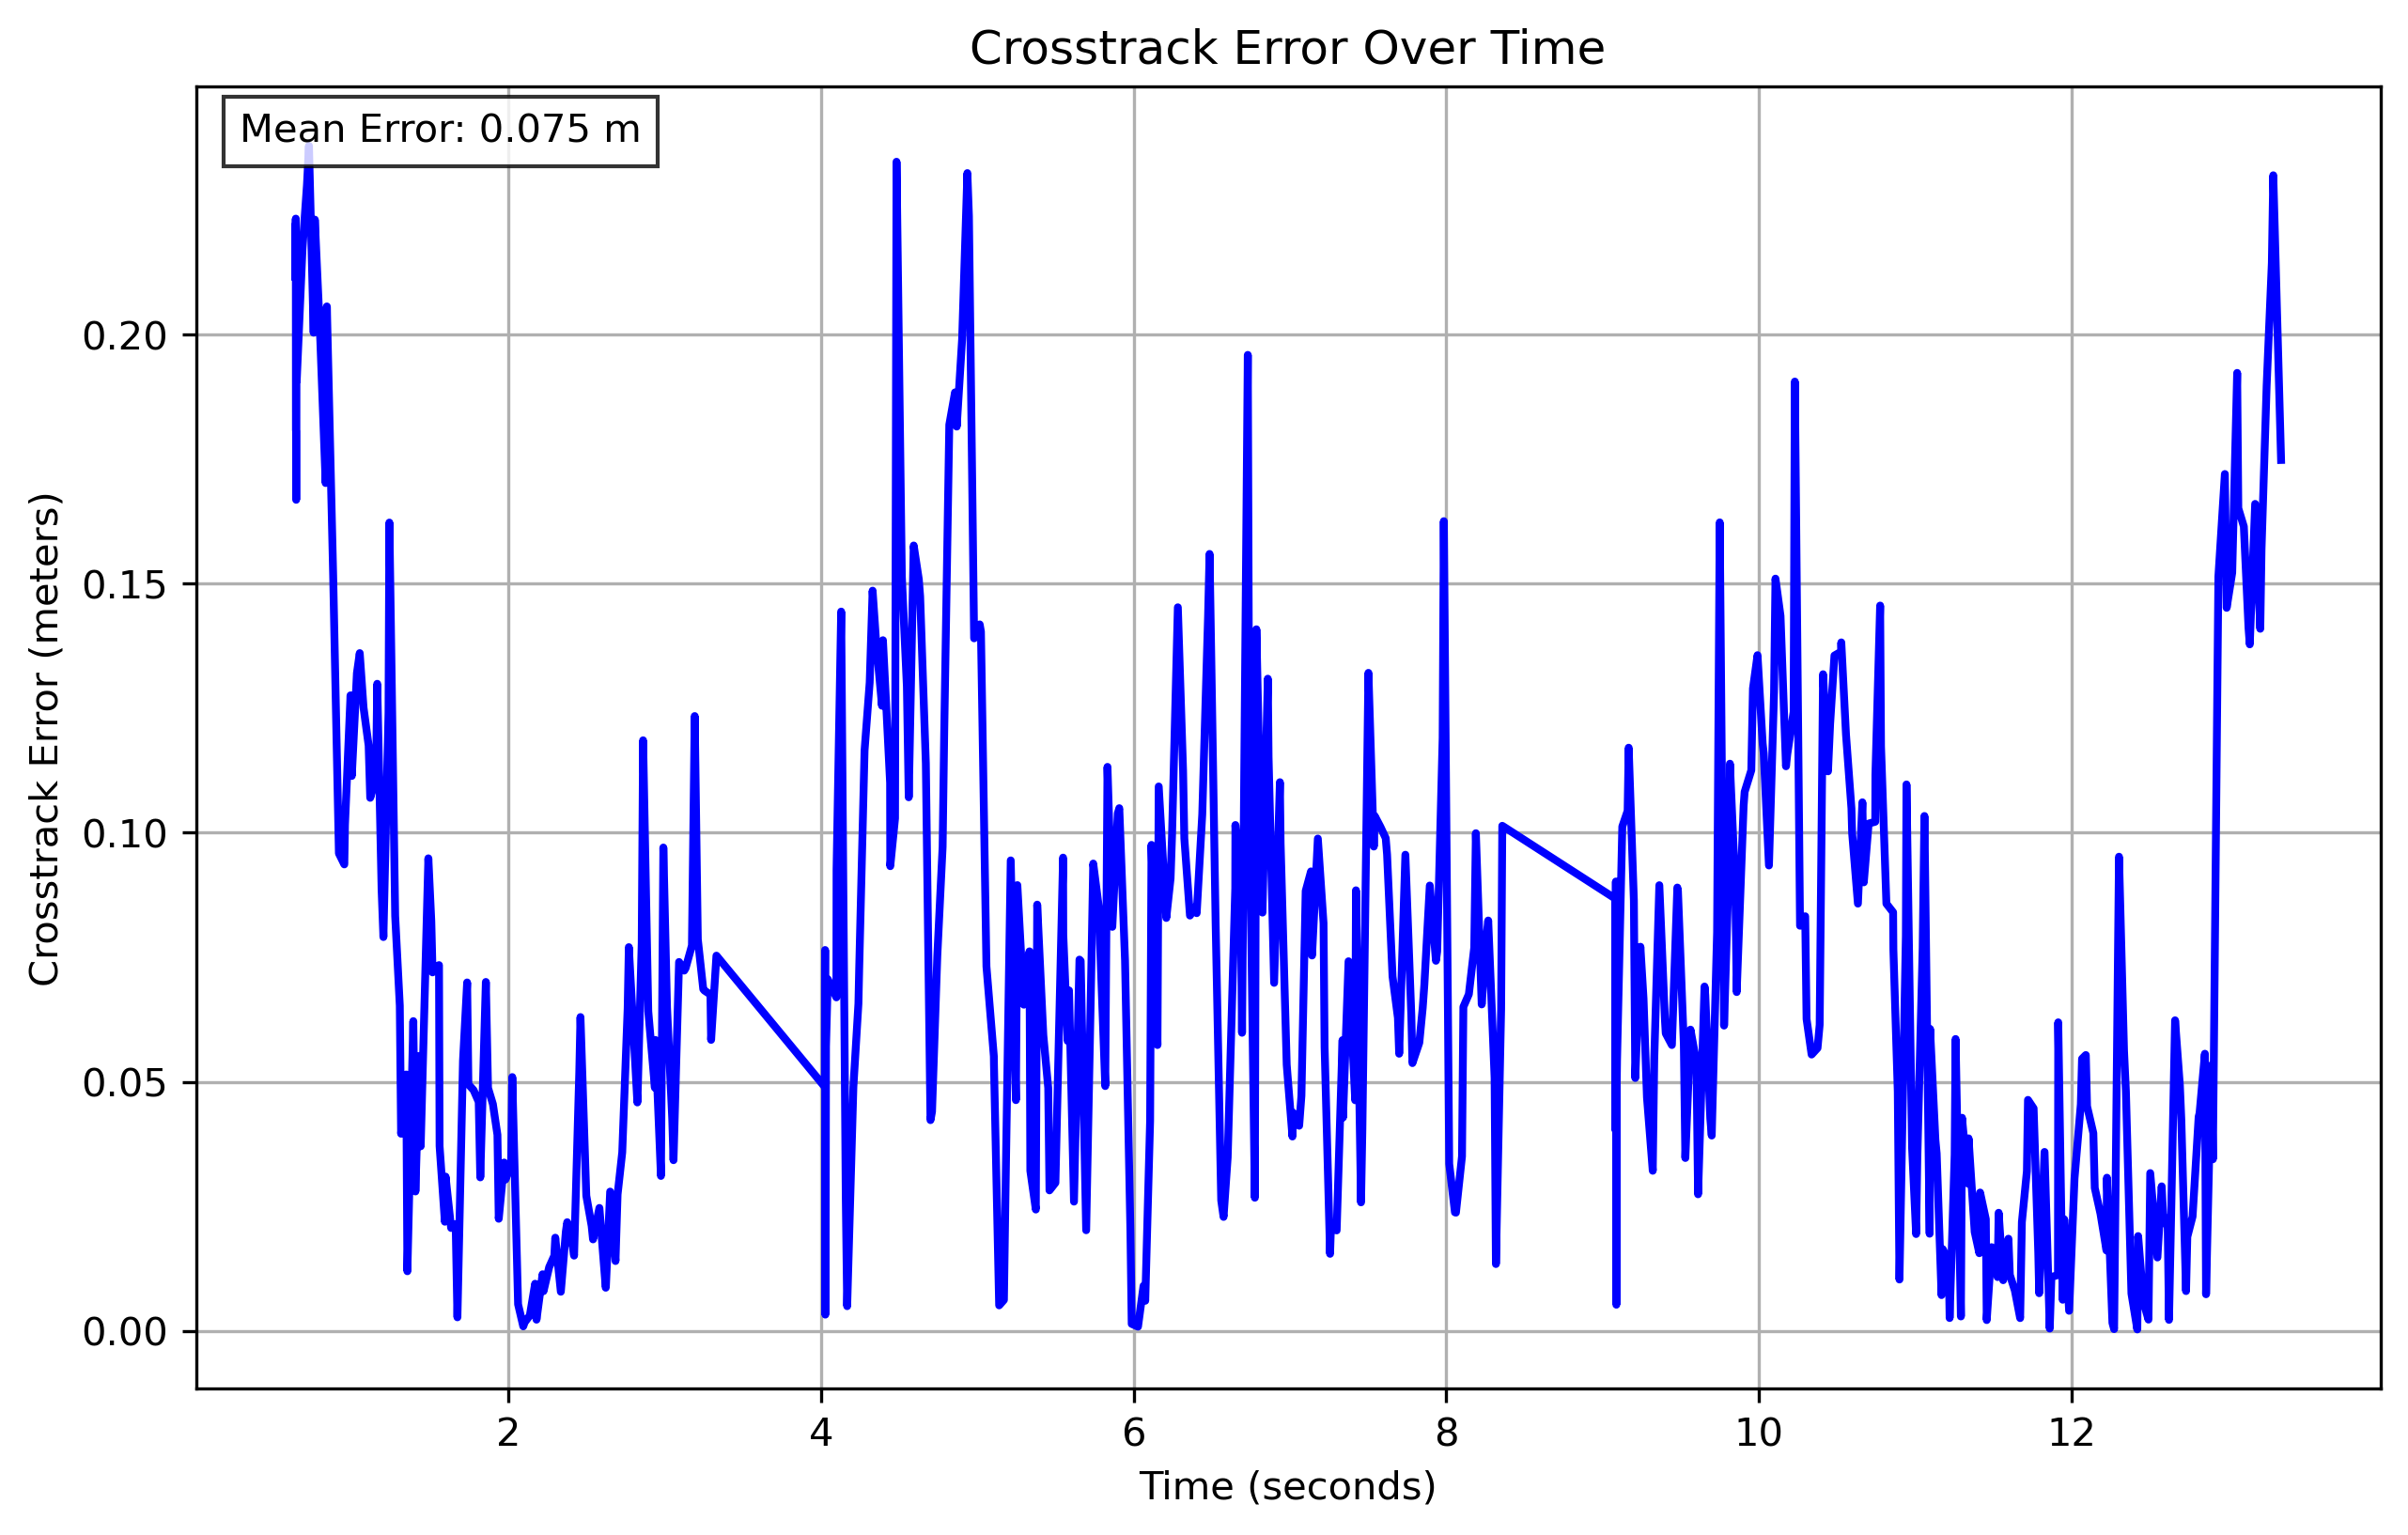 Crosstrack Error Over Time
Mean Error: 0.075 m
Crosstrack Error (meters)
0.20
0.15
0.10
0.05
0.00
2 4 6 8 10 12
Time (seconds)